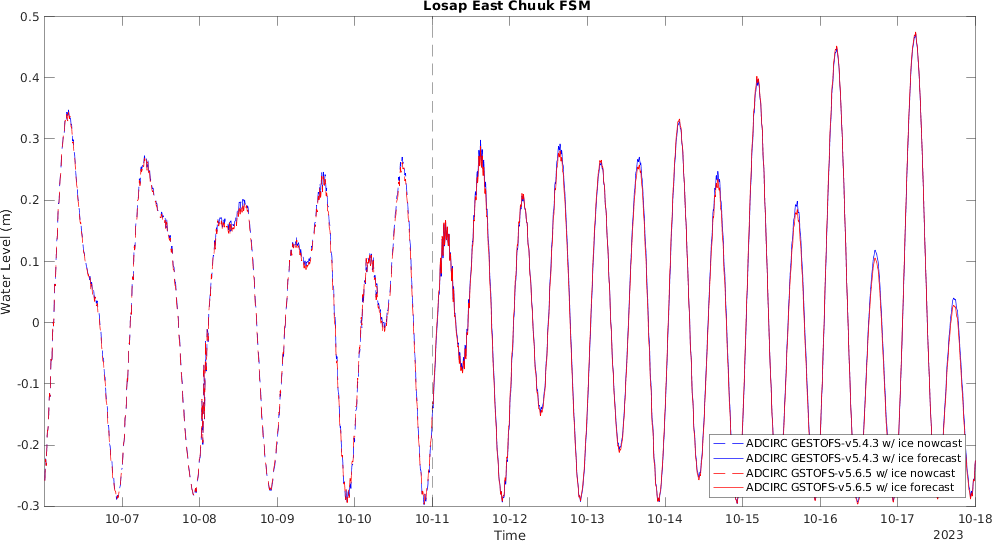 Losap East Chuuk FSM
0.5
0.4
0.3
0.2
0.1
0
-0.1
-0.2
-0.3
Water Level (m)
ADCIRC GESTOFS-v5.4.3 w/ ice nowcast
ADCIRC GESTOFS-v5.4.3 w/ ice forecast
ADCIRC GSTOFS-v5.6.5 w/ ice nowcast
ADCIRC GSTOFS-v5.6.5 w/ ice forecast
10-07 10-08 10-09 10-10 10-11 10-12 10-13 10-14 10-15 10-16 10-17 10-18
Time
2023